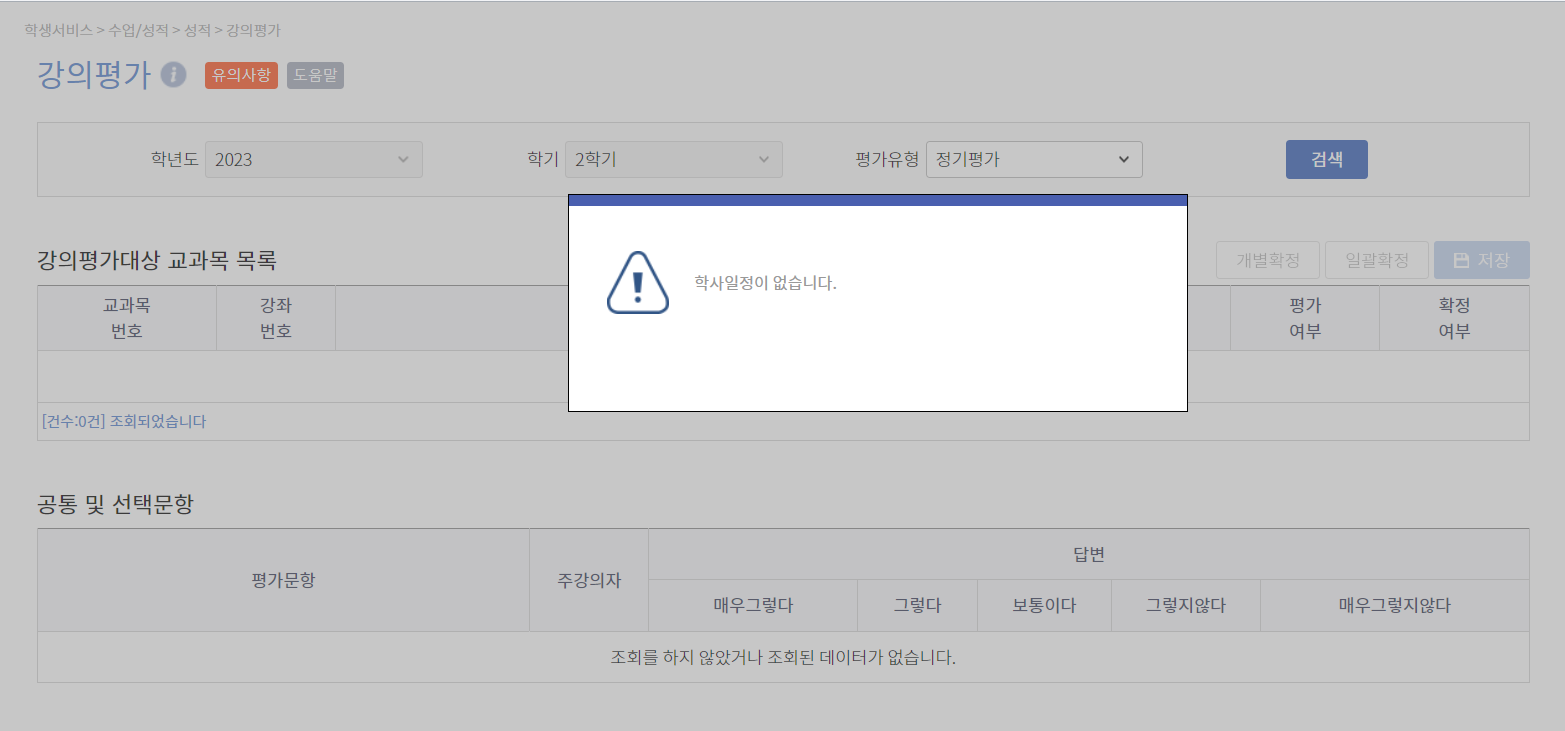 학생서비스 > 수업/성적 > 성적 > 강의평가
강의평가 i 유의사항 도움말
학년도 2023 학기 2학기 평가유형 정기평가 검색
학사일정이 없습니다.
강의평가대상 교과목 목록 개별확정 일괄확정 저장
교과목 강좌 평가 확정
번호 번호 여부 여부
[건수:0건] 조회되었습니다
공통 및 선택문항
평가문항 주강의자 답변
매우그렇다 그렇다 보통이다 그렇지않다 매우그렇지않다
조회를 하지 않았거나 조회된 데이터가 없습니다.